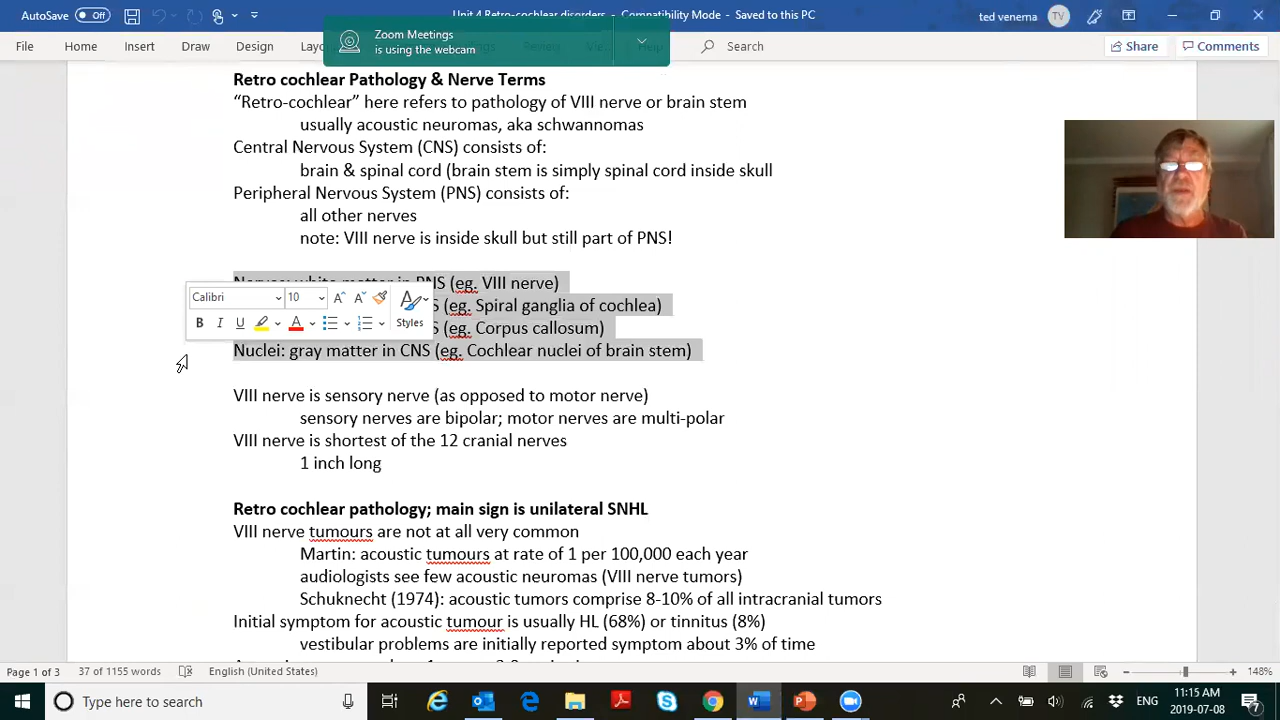 AutoSave Off
Unit 4 Retro-cochlear disorders - Compatibility Mode - Saved to this PC
ted venema TV
File Home Insert Draw Design Review Help Search Share Comments
Zoom Meetings
is using the webcam
Retro cochlear Pathology & Nerve Terms
“Retro-cochlear” here refers to pathology of VIII nerve or brain stem
usually acoustic neuromas, aka schwannomas
Central Nervous System (CNS) consists of:
brain & spinal cord (brain stem is simply spinal cord inside skull
Peripheral Nervous System (PNS) consists of:
all other nerves
note: VIII nerve is inside skull but still part of PNS!
Nerves: white matter in PNS (eg. VIII nerve)
S (eg. Spiral ganglia of cochlea)
S (eg. Corpus callosum)
Nuclei: gray matter in CNS (eg. Cochlear nuclei of brain stem)
Calibri 10 A A Styles
B I U A
VIII nerve is sensory nerve (as opposed to motor nerve)
sensory nerves are bipolar; motor nerves are multi-polar
VIII nerve is shortest of the 12 cranial nerves
1 inch long
Retro cochlear pathology; main sign is unilateral SNHL
VIII nerve tumours are not at all very common
Martin: acoustic tumours at rate of 1 per 100,000 each year
audiologists see few acoustic neuromas (VIII nerve tumors)
Schuknecht (1974): acoustic tumors comprise 8-10% of all intracranial tumors
Initial symptom for acoustic tumour is usually HL (68%) or tinnitus (8%)
vestibular problems are initially reported symptom about 3% of time
Page 1 of 3 37 of 1155 words English (United States) 148%
Type here to search
ENG
11:15 AM
2019-07-08
7